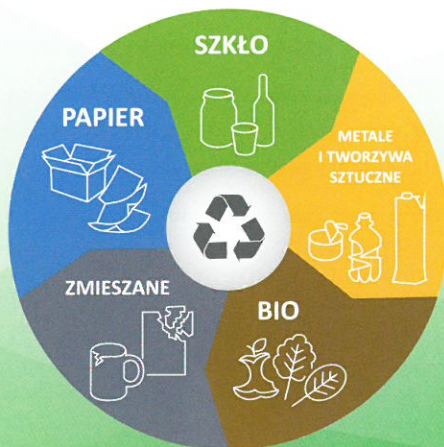 SZKŁO
PAPIER
METALE
I TWORZYWA
SZTUCZNE
ZMIESZANE
BIO